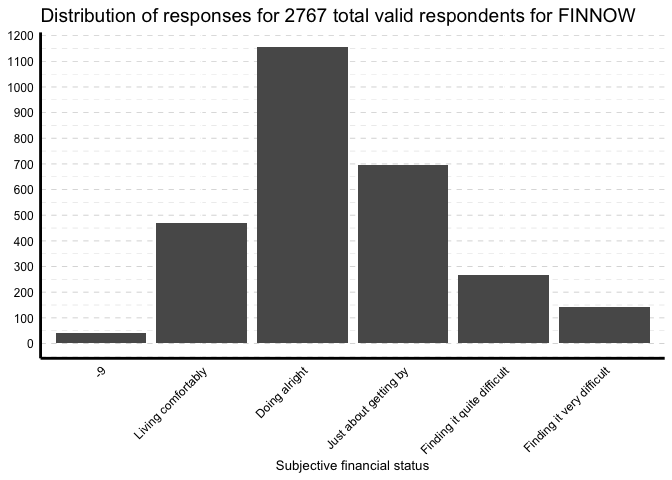 Distribution of responses for 2767 total valid respondents for FINNOW
1200
1100
1000
900
800
700
600
500
400
300
200
100
0
-9
Living comfortably
Doing alright
Just about getting by
Finding it quite difficult
Finding it very difficult
Subjective financial status